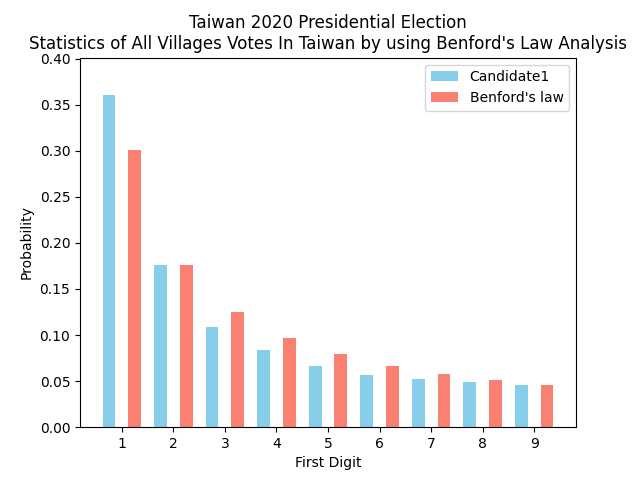 Taiwan 2020 Presidential Election
Statistics of All Villages Votes In Taiwan by using Benford's Law Analysis
Candidate1
Benford's law
Probability
0.40
0.35
0.30
0.25
0.20
0.15
0.10
0.05
0.00
1 2 3 4 5 6 7 8 9
First Digit